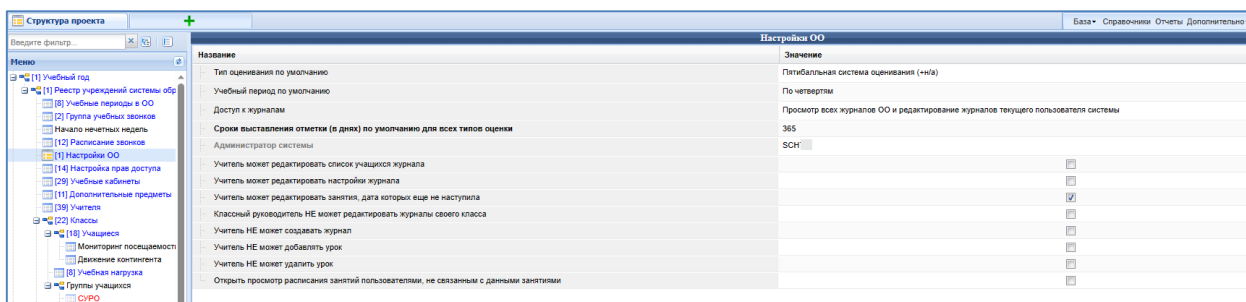 Структура проекта
База Справочники Отчеты Дополнительно
Введите фильтр...
Настройки ОО
Меню
Название Значение
[1] Учебный год
[1] Реестр учреждений системы обр
[8] Учебные периоды в ОО
[2] Группа учебных звонков
Начало нечетных недель
[12] Расписание звонков
[1] Настройки ОО
[14] Настройка прав доступа
[29] Учебные кабинеты
[11] Дополнительные предметы
[39] Учителя
[22] Классы
[18] Учащиеся
Мониторинг посещаемост
Движение контингента
[8] Учебная нагрузка
Группы учащихся
СУРО
Тип оценивания по умолчанию Пятибалльная система оценивания (+н/а)
Учебный период по умолчанию По четвертям
Доступ к журналам Просмотр всех журналов ОО и редактирование журналов текущего пользователя системы
Сроки выставления отметки (в днях) по умолчанию для всех типов оценки 365
Администратор системы SCH
Учитель может редактировать список учащихся журнала
Учитель может редактировать настройки журнала
Учитель может редактировать занятия, дата которых еще не наступила
Классный руководитель НЕ может редактировать журналы своего класса
Учитель НЕ может создавать журнал
Учитель НЕ может добавлять урок
Учитель НЕ может удалить урок
Открыть просмотр расписания занятий пользователями, не связанным с данными занятиями